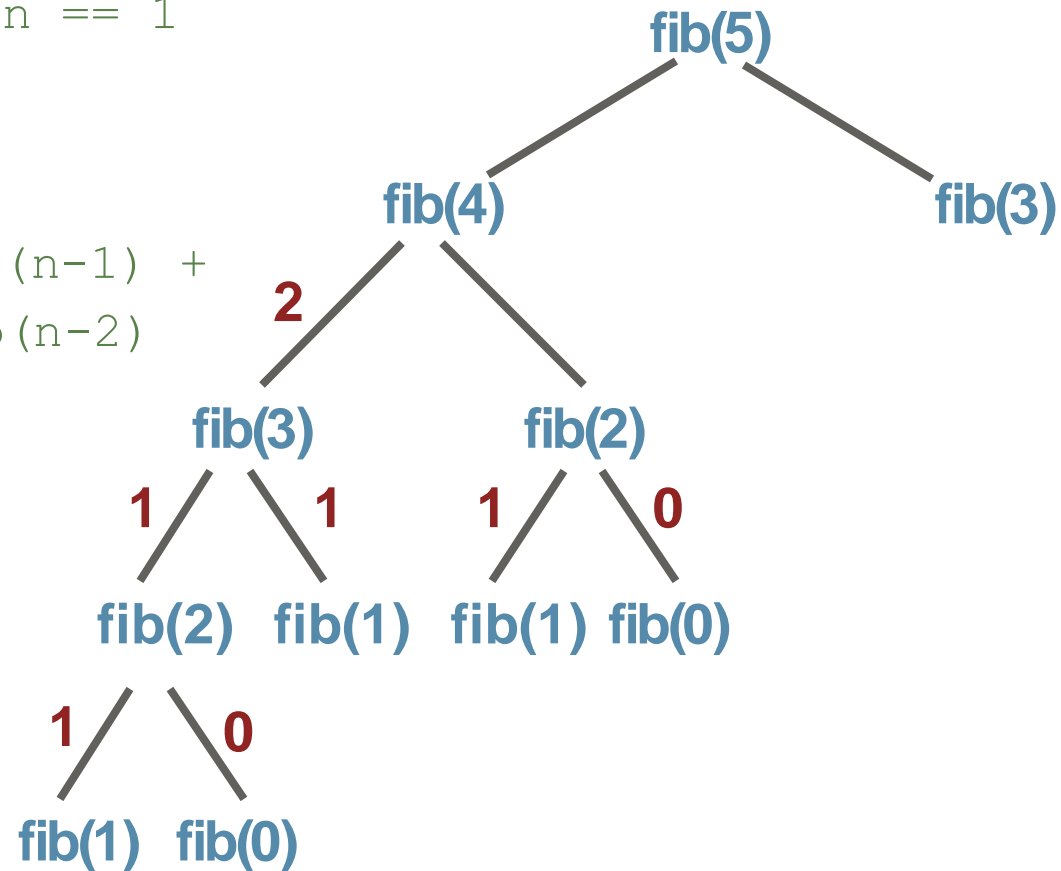 n == 1
fib(5)
fib(4) fib(3)
(n-1) +
2
(n-2)
fib(3) fib(2)
1 1 1 0
fib(2) fib(1) fib(1) fib(0)
1 0
fib(1) fib(0)